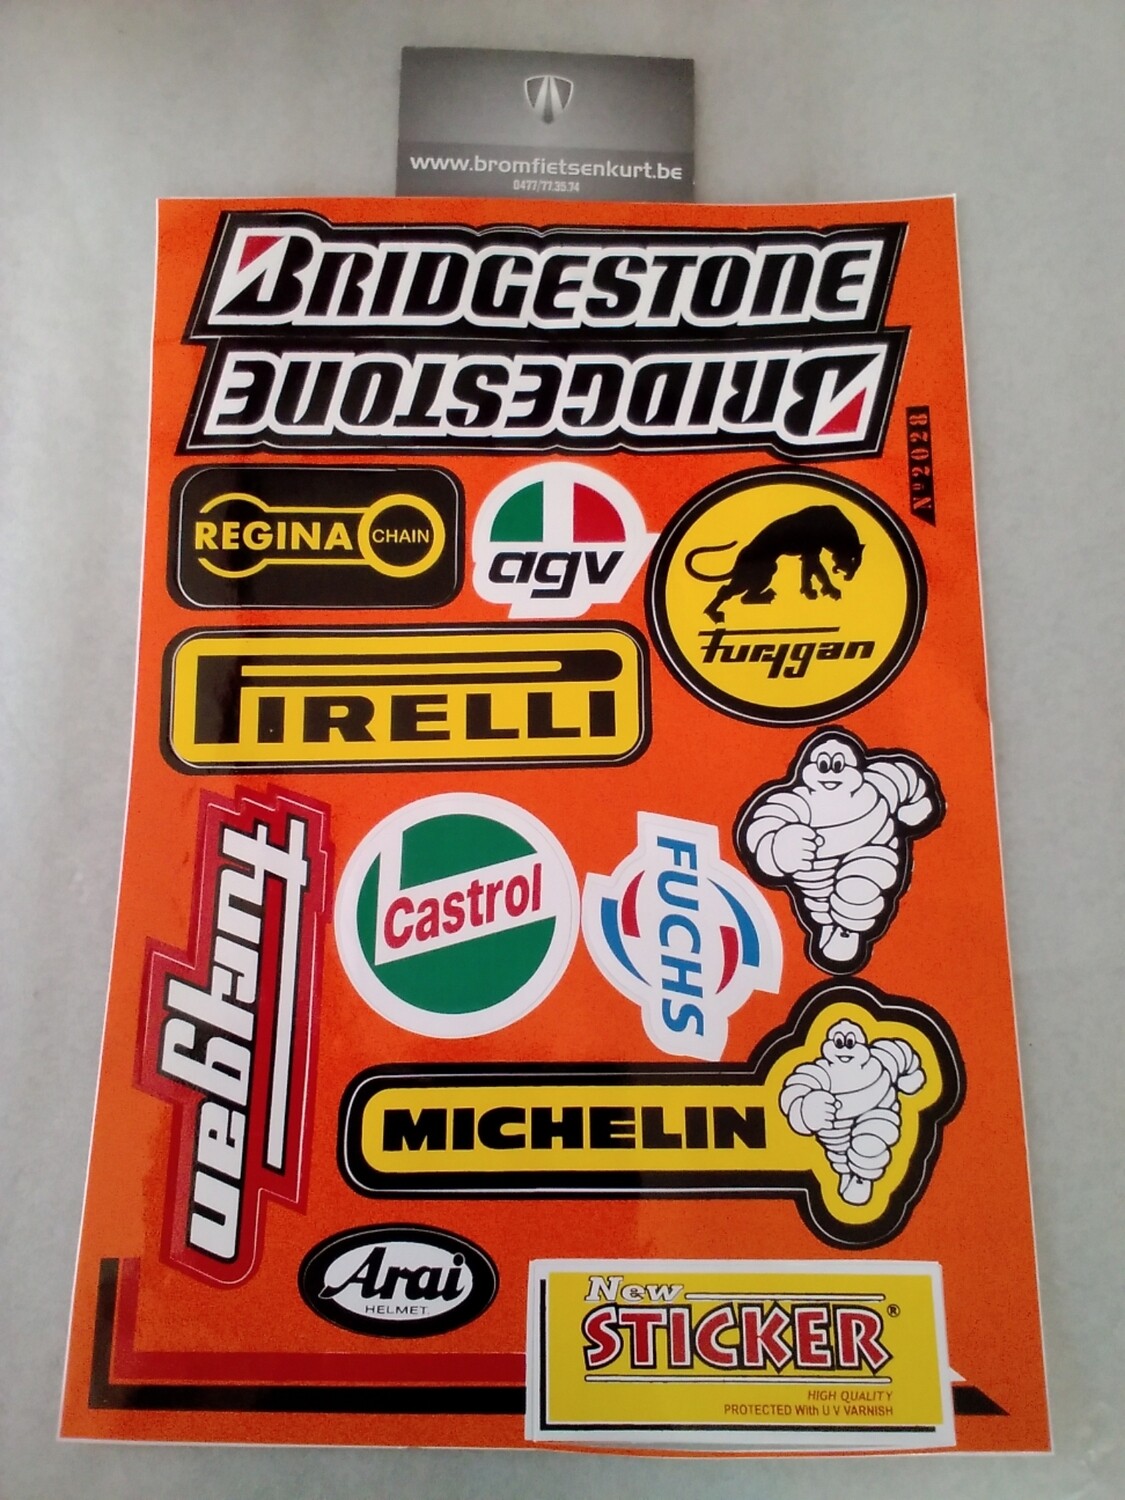 www.bromfietsenkurt.be
0477/77.35.74
BRIDGESTONE
BRIDGESTONE
Nº2028
REGINA CHAIN
agv
furygan
PIRELLI
furygan
Castrol
FUCHS
MICHELIN
Arai
HELMET.
New
STICKER®
HIGH QUALITY
PROTECTED With U V VARNISH